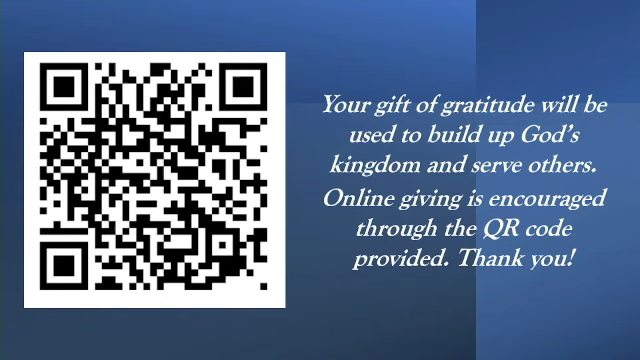 Your gift of gratitude will be
used to build up God's
kingdom and serve others.
Online giving is encouraged
through the QR code
provided. Thank you!